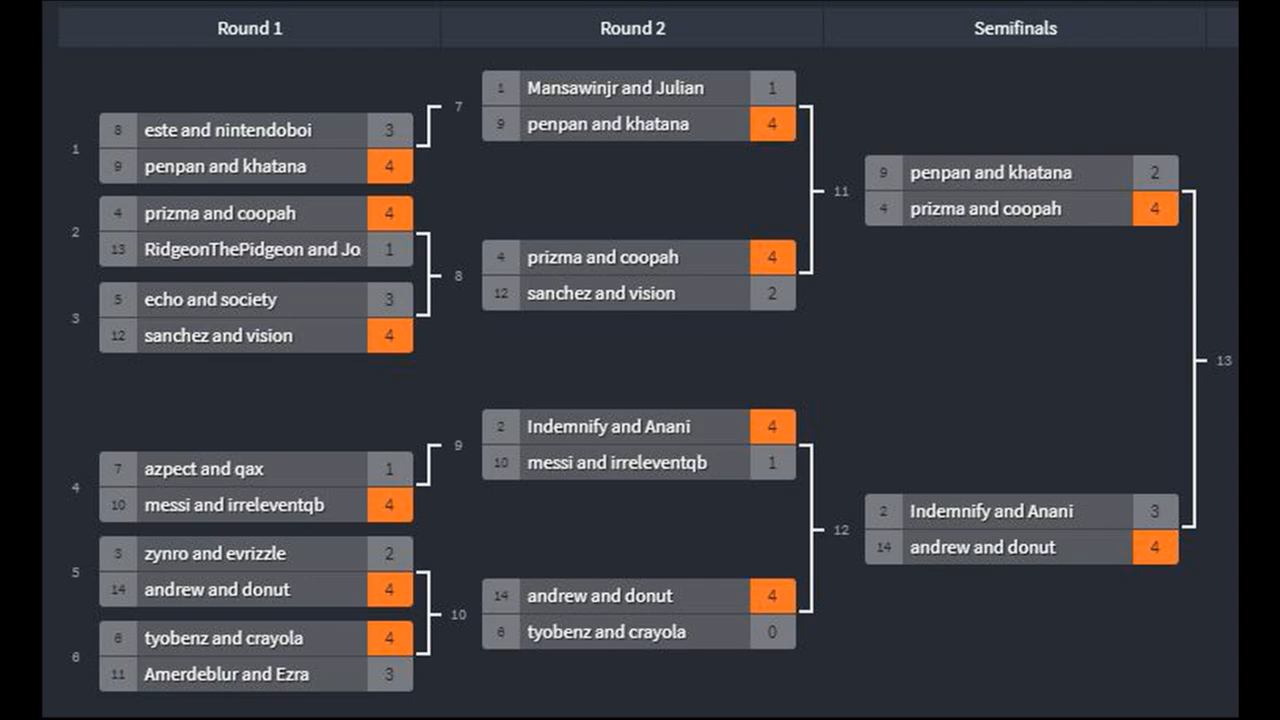 Round 1
Round 2
Semifinals
1
8 este and nintendoboi 3
9 penpan and khatana 4
2
4 prizma and coopah 4
13 RidgeonThePidgeon and Jo 1
3
5 echo and society 3
12 sanchez and vision 4
4
7 azpect and qax 1
10 messi and irreleventqb 4
5
3 zynro and evrizzle 2
14 andrew and donut 4
6
6 tyobenz and crayola 4
11 Amerdeblur and Ezra 3
7
1 Mansawinjr and Julian 1
9 penpan and khatana 4
8
4 prizma and coopah 4
12 sanchez and vision 2
9
2 Indemnify and Anani 4
10 messi and irreleventqb 1
10
14 andrew and donut 4
6 tyobenz and crayola 0
11
9 penpan and khatana 2
4 prizma and coopah 4
12
2 Indemnify and Anani 3
14 andrew and donut 4
13